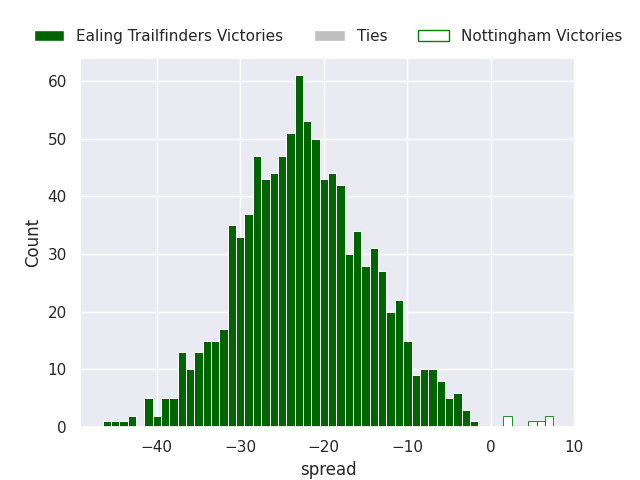 Ealing Trailfinders Victories
Ties
Nottingham Victories
60
50
40
30
20
10
0
Count
−40
−30
−20
−10
0
10
spread